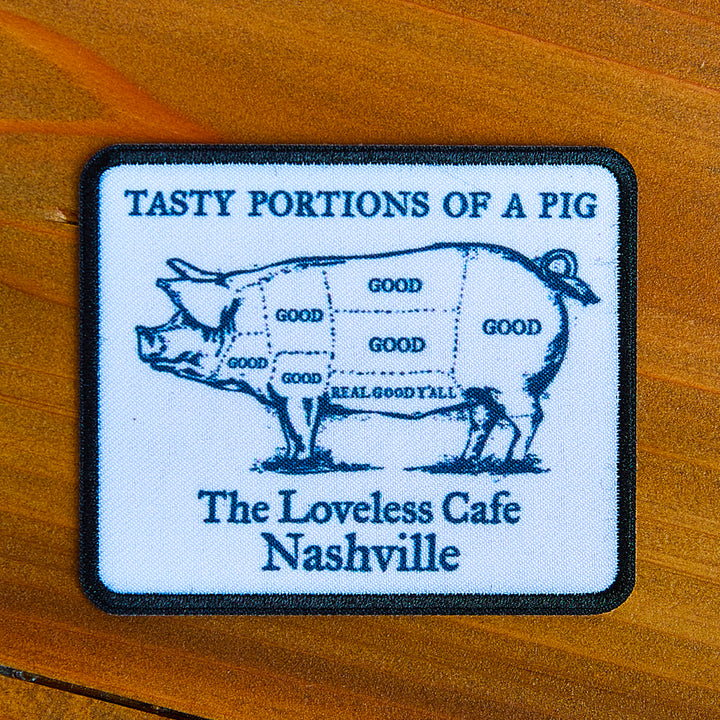 TASTY PORTIONS OF A PIG
GOOD
GOOD
GOOD
GOOD
GOOD
GOOD
REAL GOOD Y'ALL
The Loveless Cafe
Nashville